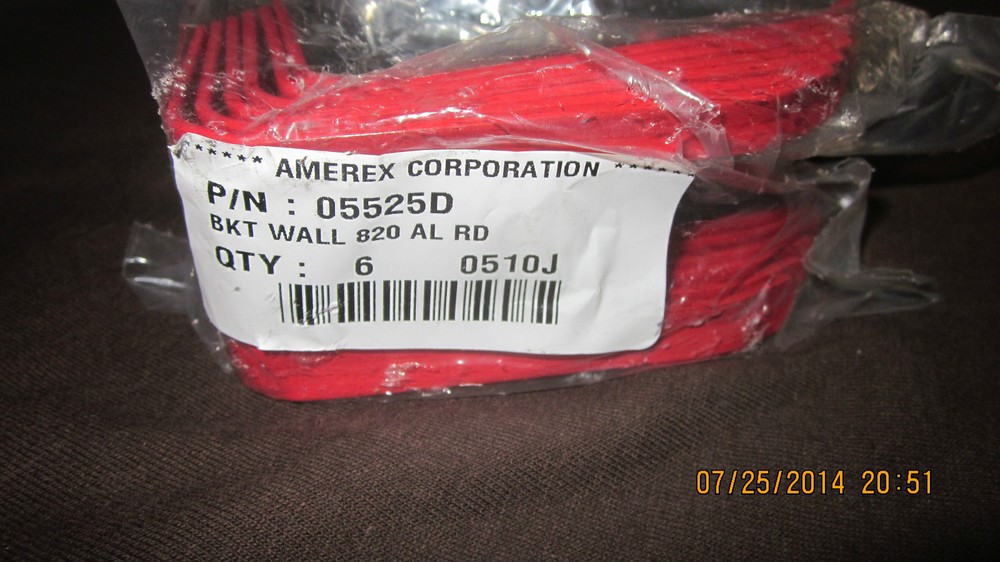 ***** AMEREX CORPORATION *****
P/N : 05525D
BKT WALL 820 AL RD
QTY : 6 0510J
07/25/2014 20:51